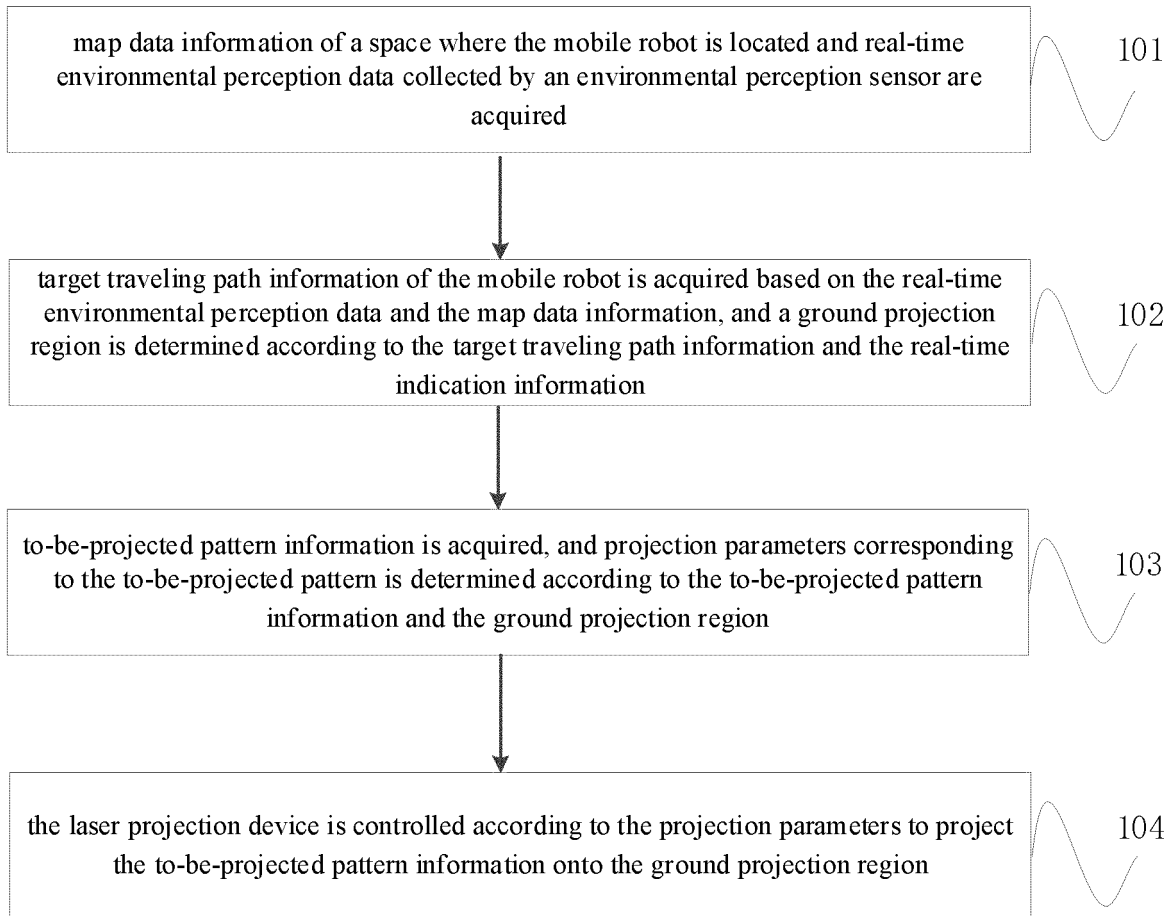 map data information of a space where the mobile robot is located and real-time
environmental perception data collected by an environmental perception sensor are
acquired
101
target traveling path information of the mobile robot is acquired based on the real-time
environmental perception data and the map data information, and a ground projection
region is determined according to the target traveling path information and the real-time
indication information
102
to-be-projected pattern information is acquired, and projection parameters corresponding
to the to-be-projected pattern is determined according to the to-be-projected pattern
information and the ground projection region
103
the laser projection device is controlled according to the projection parameters to project
the to-be-projected pattern information onto the ground projection region
104